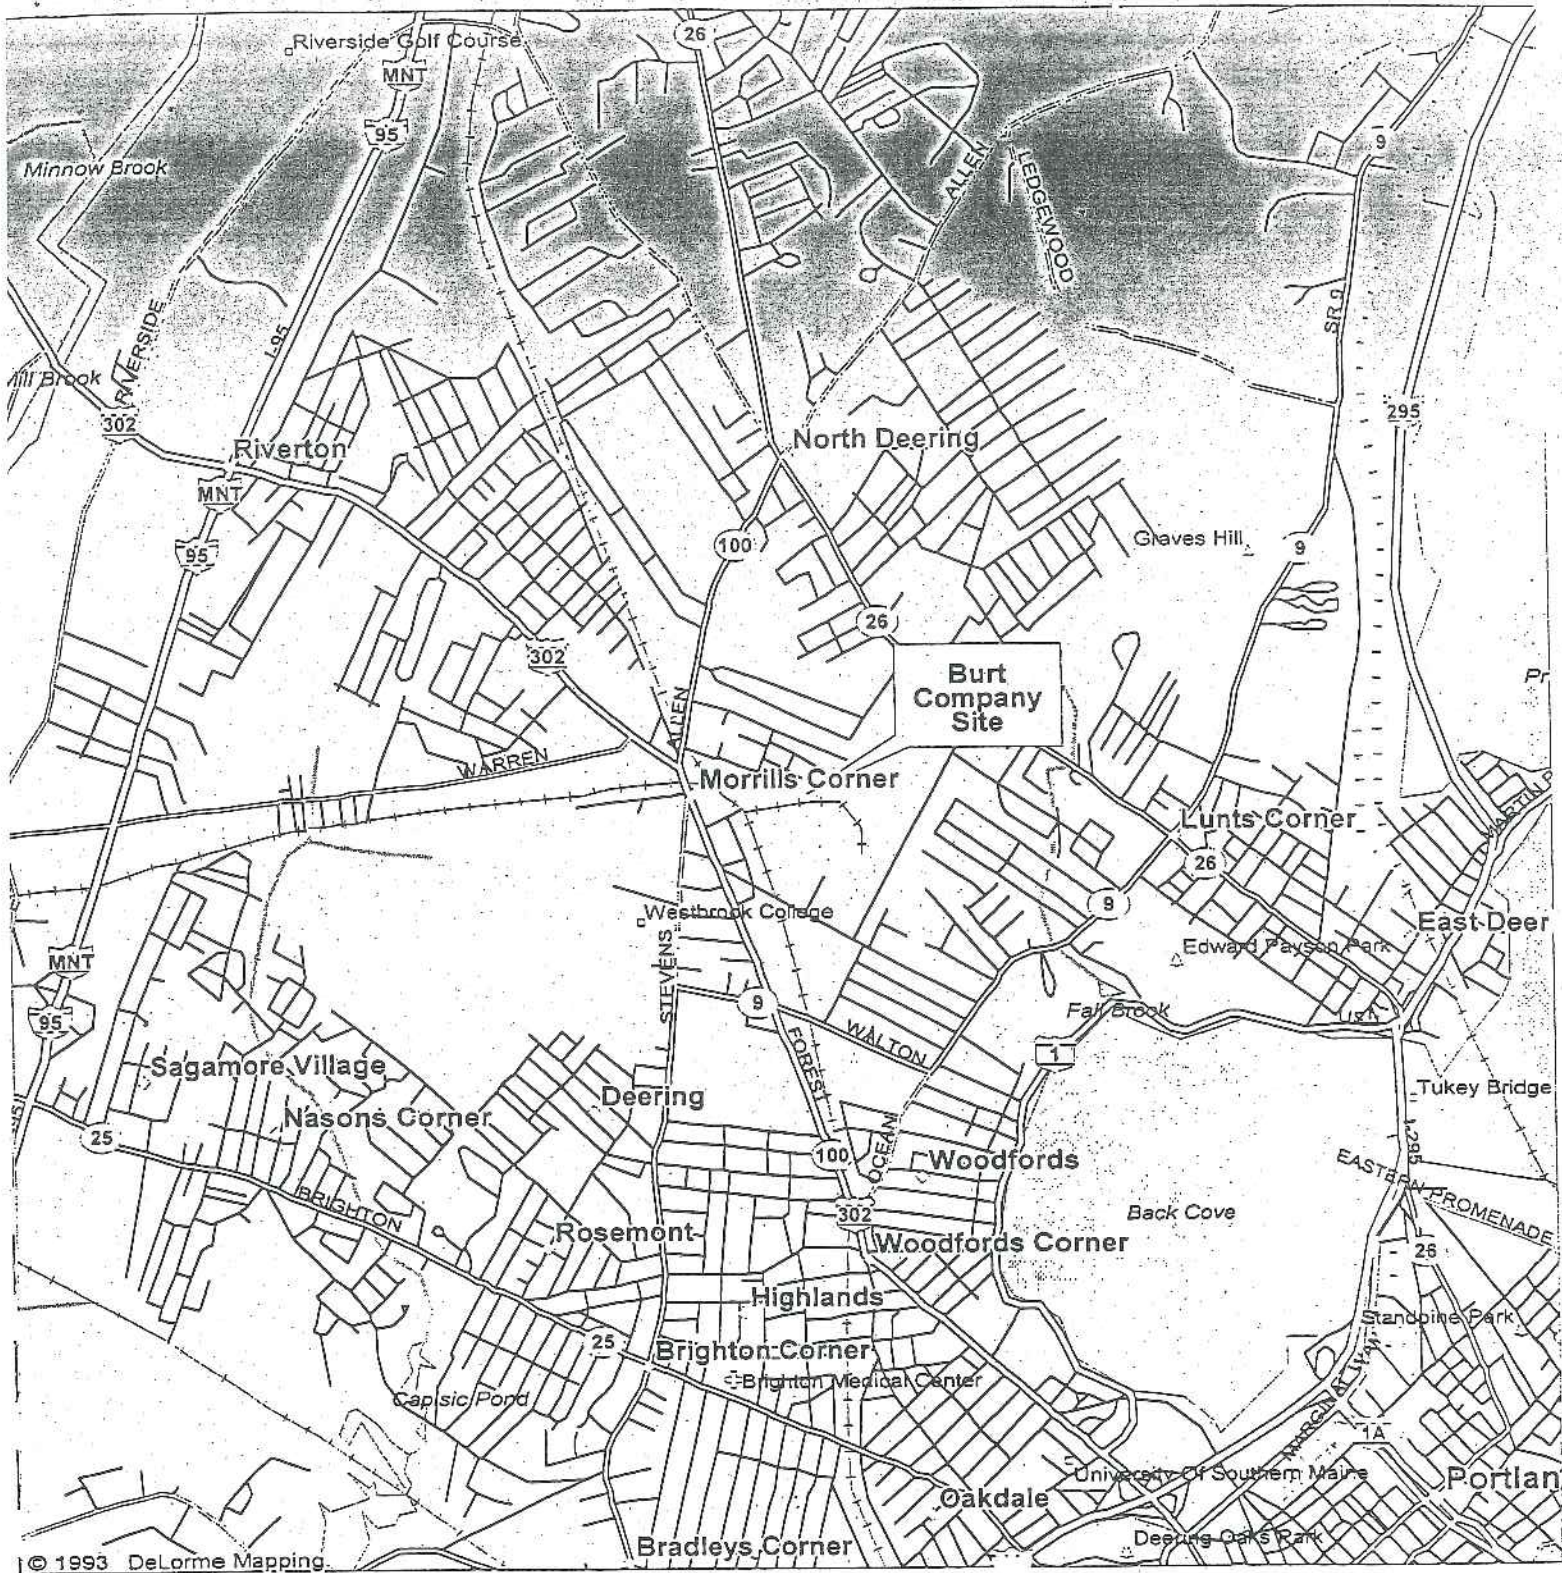 26
Riverside Golf Course
MNT
95
9
Minnow Brook
ALLEN
LEDGEWOOD
RIVERSIDE
I-95
SR 9
302
295
Riverton
North Deering
MNT
95
100
Graves Hill
9
26
302
Burt
Company
Site
Pr
ALLEN
WARREN
Morrills Corner
Lunts Corner
MARTIN
26
9
Westbrook College
East Deer
Edward Payson Park
STEVENS
MNT
95
9
Fall Brook
WALTON
FOREST
1
Sagamore Village
Deering
Tukey Bridge
Nasons Corner
25
OCEAN
100
I-295
Woodfords
EASTERN PROMENADE
BRIGHTON
302
Back Cove
Rosemont
Woodfords Corner
26
Highlands
Standpipe Park
25
Brighton Corner
Brighton Medical Center
Capisic Pond
MARGINAL WAY
1A
University Of Southern Maine
Portlan
Oakdale
Deering Oaks Park
Bradleys Corner
© 1993 DeLorme Mapping